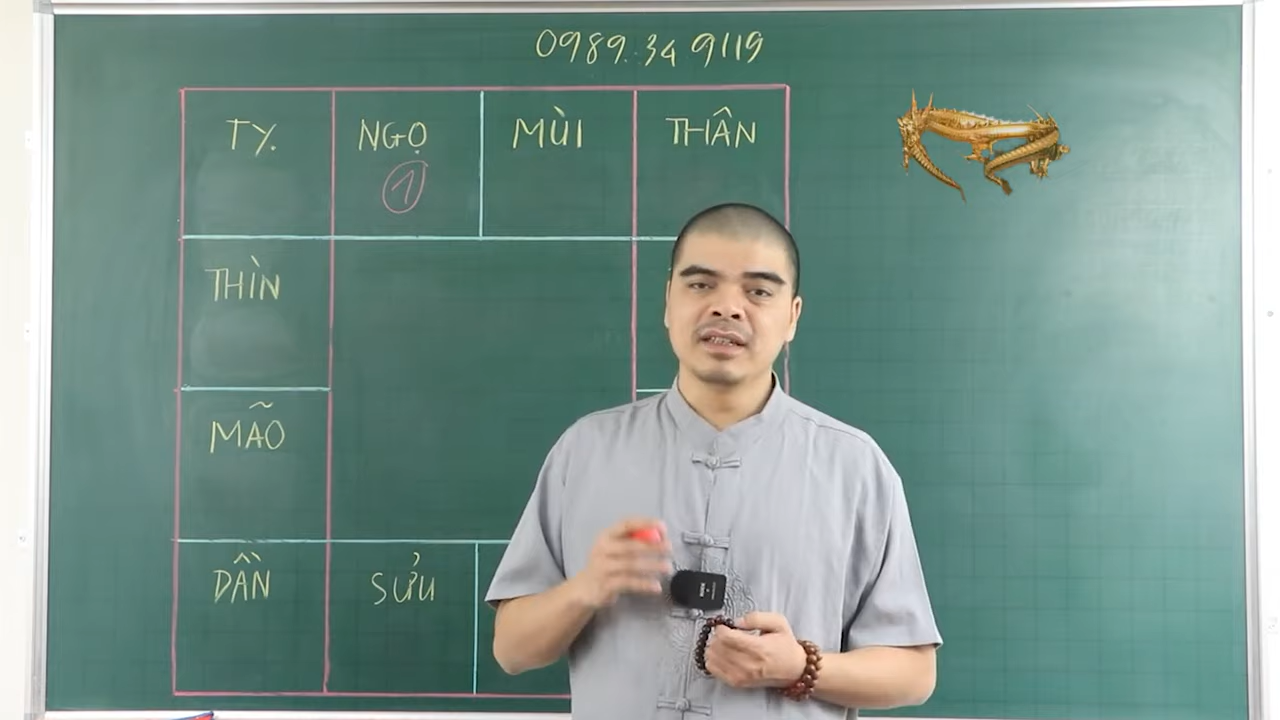 0989.34 9119
TỴ. NGỌ MÙI THÂN
1
THÌN
MÃO
DẦN SỬU